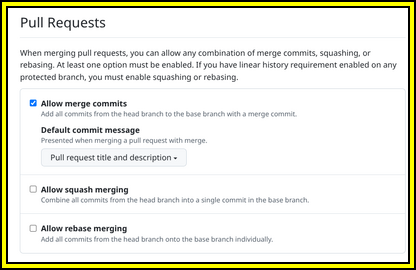 Pull Requests
When merging pull requests, you can allow any combination of merge commits, squashing, or
rebasing. At least one option must be enabled. If you have linear history requirement enabled on any
protected branch, you must enable squashing or rebasing.
Allow merge commits
Add all commits from the head branch to the base branch with a merge commit.
Default commit message
Presented when merging a pull request with merge.
Pull request title and description
Allow squash merging
Combine all commits from the head branch into a single commit in the base branch.
Allow rebase merging
Add all commits from the head branch onto the base branch individually.